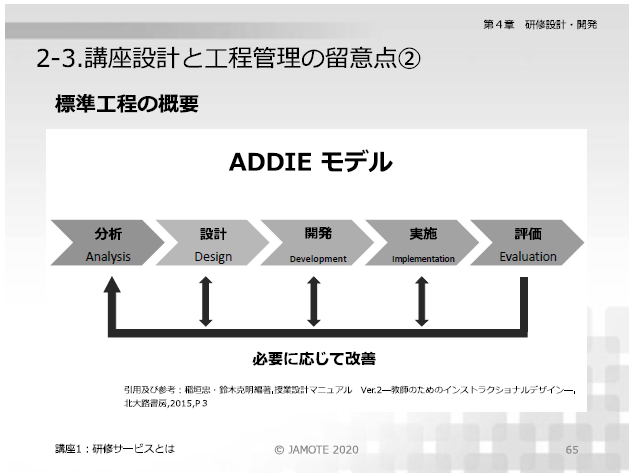 第４章　研修設計・開発
2-3.講座設計と工程管理の留意点②
標準工程の概要
ADDIE モデル
分析
Analysis
設計
Design
開発
Development
実施
Implementation
評価
Evaluation
必要に応じて改善
引用及び参考：稲垣忠・鈴木克明編著,授業設計マニュアル　Ver.2―教師のためのインストラクショナルデザイン―,
北大路書房,2015,P３
講座1：研修サービスとは
© JAMOTE 2020
65